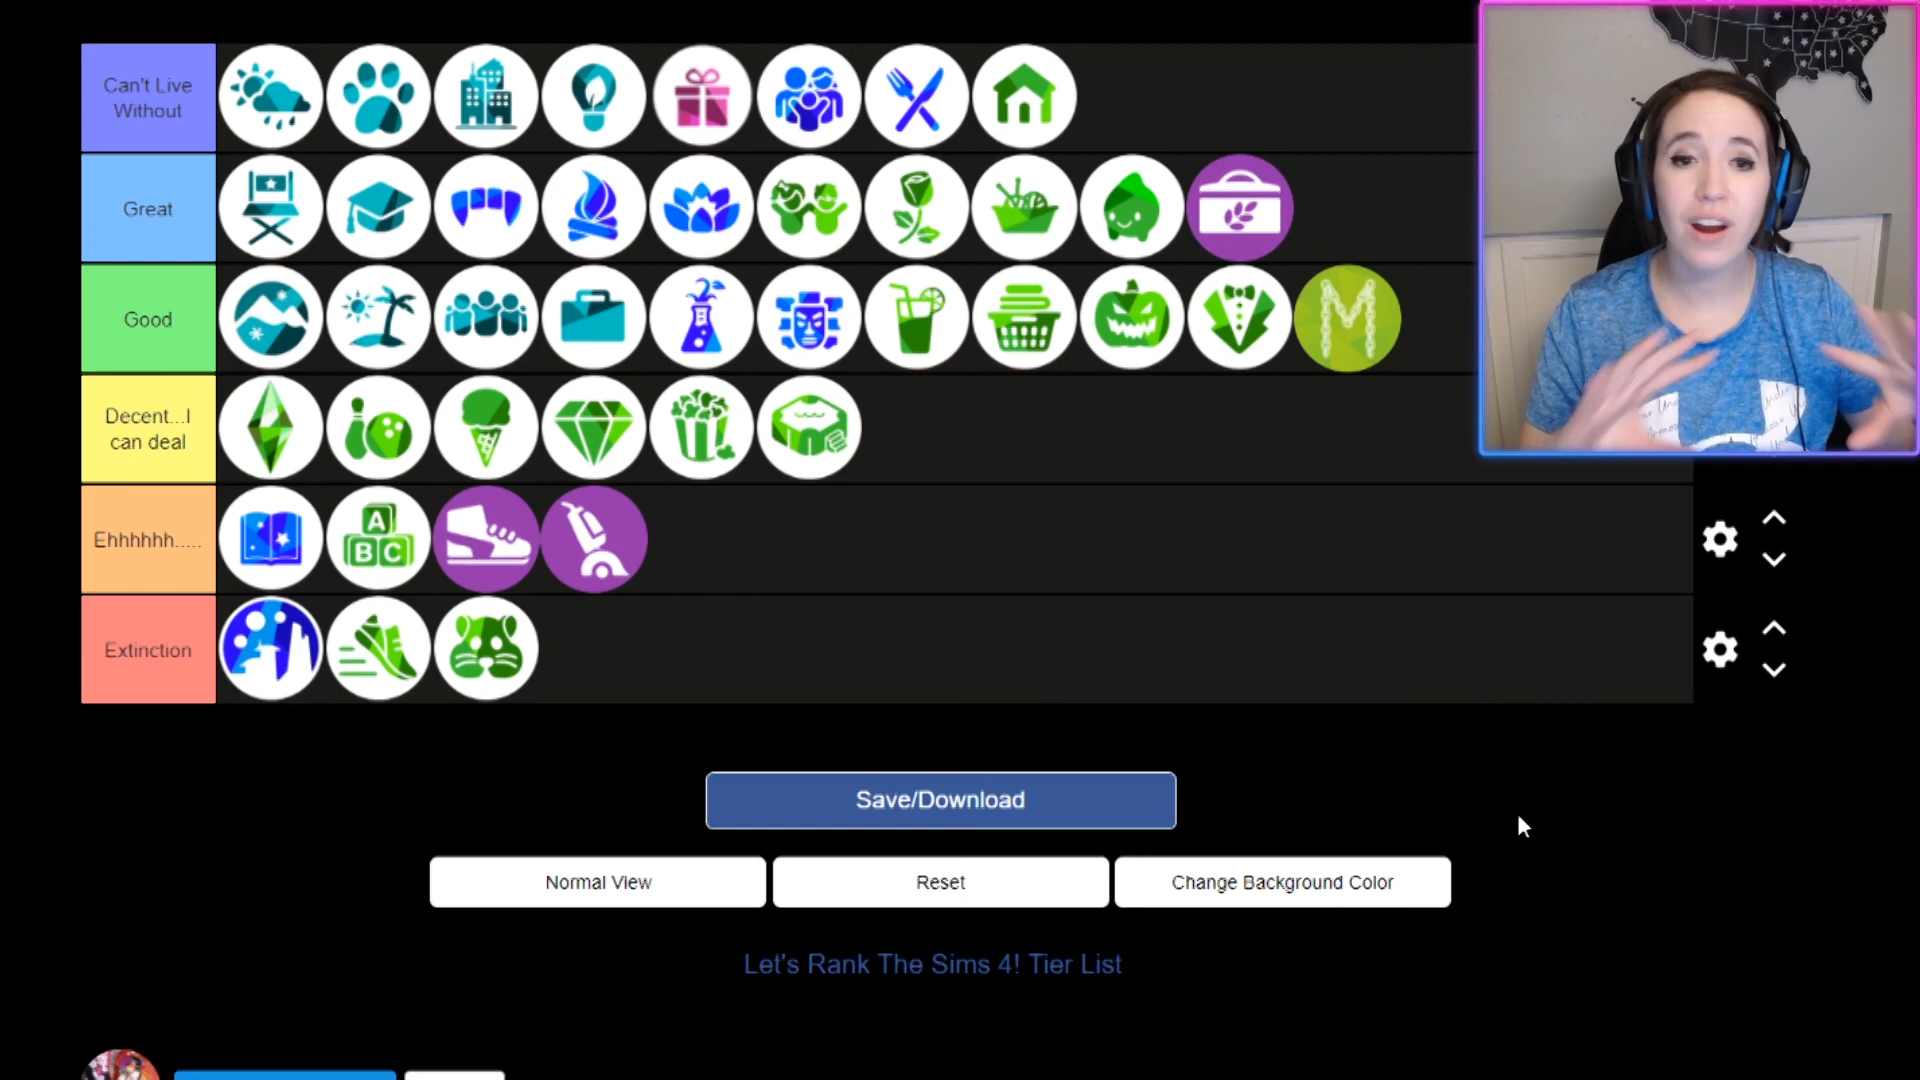 Can't Live
Without
Great
Good
M
Decent...I
can deal
Ehhhhhh.....
A
BC
Extinction
Save/Download
Normal View
Reset
Change Background Color
Let's Rank The Sims 4! Tier List